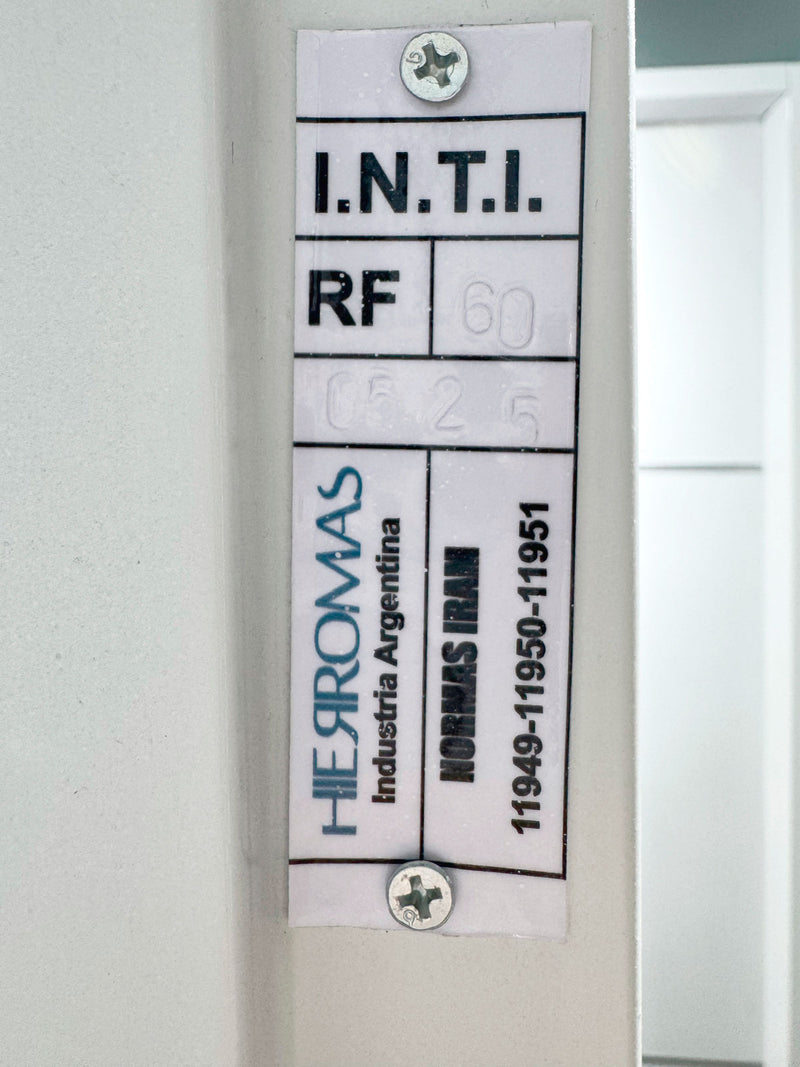 I.N.T.I.
RF 60
05 2 5
HIERROMAS
Industria Argentina
NORMAS IRAM
11949-11950-11951